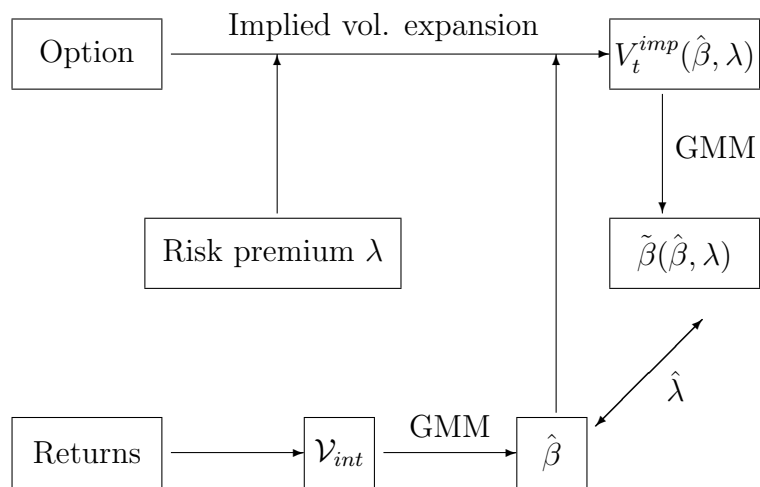 Implied vol. expansion
Option
$V_t^{imp}(\hat{\beta}, \lambda)$
GMM
Risk premium $\lambda$
$\tilde{\beta}(\hat{\beta}, \lambda)$
$\hat{\lambda}$
Returns
$\mathcal{V}_{int}$
GMM
$\hat{\beta}$